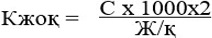 Кжоқ = С х 1000х2
Ж/қ